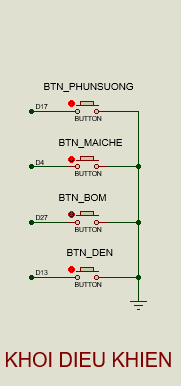 BTN_PHUNSUONG
D17
BUTTON
BTN_MAICHE
D4
BUTTON
BTN_BOM
D27
BUTTON
BTN_DEN
D13
BUTTON
KHOI DIEU KHIEN